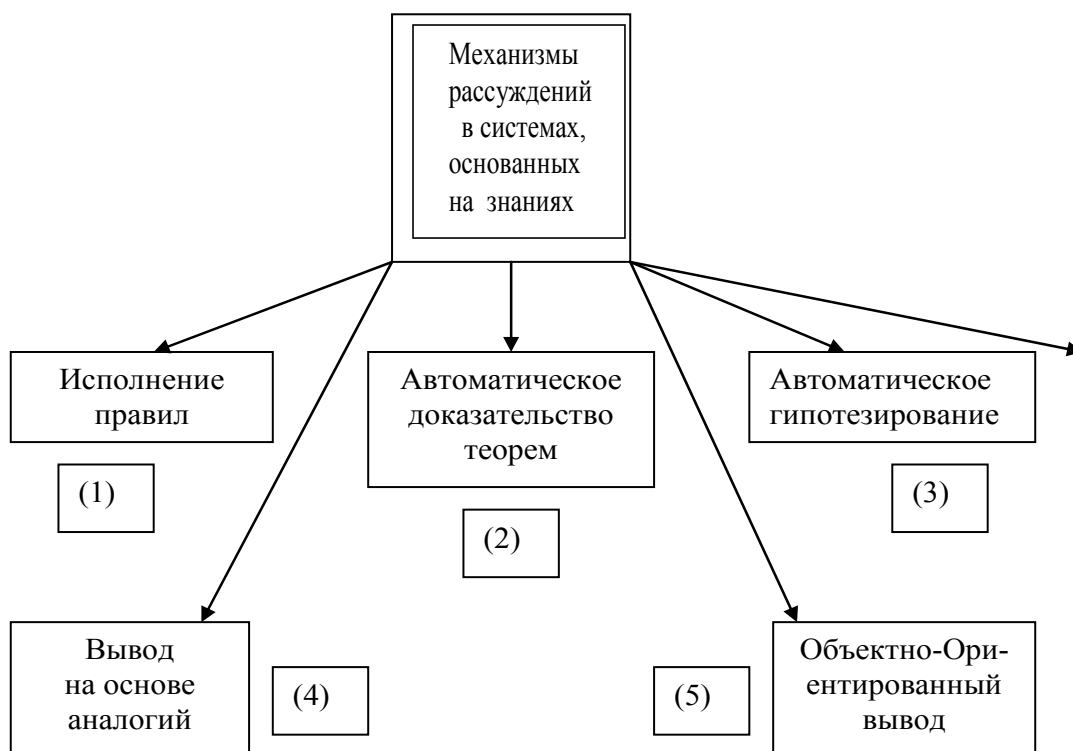 Механизмы
рассуждений
в системах,
основанных
на знаниях
Исполнение
правил
(1)
Автоматическое
доказательство
теорем
(2)
Автоматическое
гипотезирование
(3)
Вывод
на основе
аналогий
(4)
(5)
Объектно-Ори-
ентированный
вывод